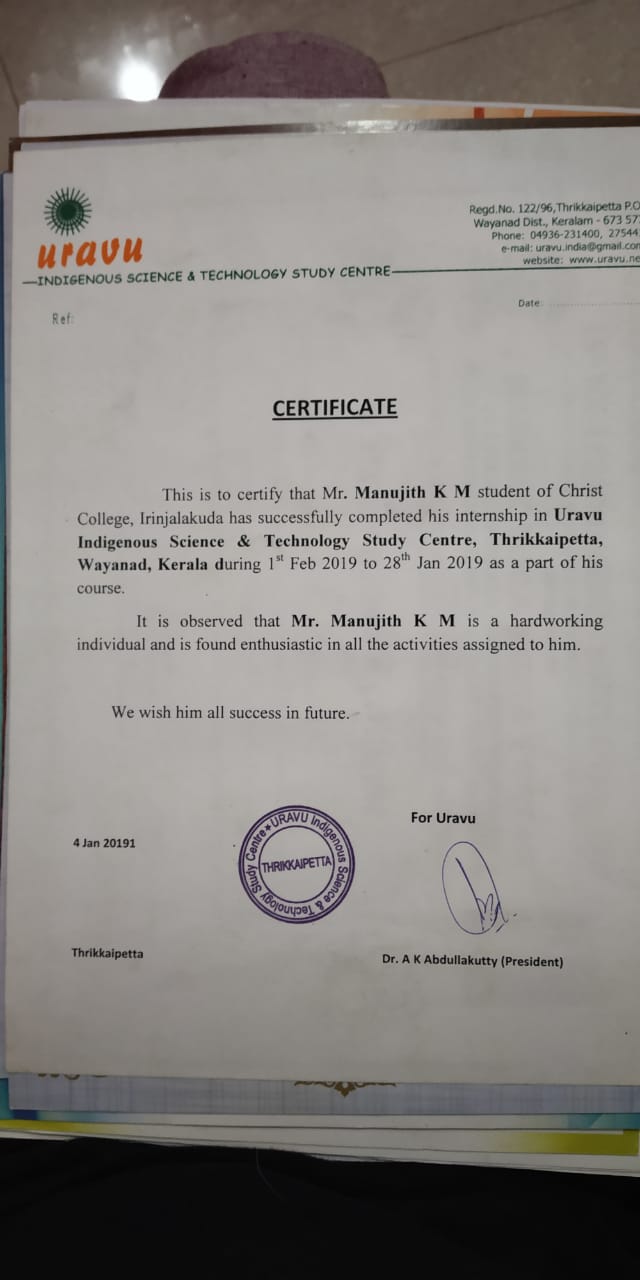 uravu
INDIGENOUS SCIENCE & TECHNOLOGY STUDY CENTRE
Regd.No. 122/96,Thrikkaipetta P.O
Wayanad Dist., Keralam - 673 57
Phone: 04936-231400, 27544
e-mail: uravu.india@gmail.com
website: www.uravu.ne
Ref:
Date:
CERTIFICATE
This is to certify that Mr. Manujith K M student of Christ
College, Irinjalakuda has successfully completed his internship in Uravu
Indigenous Science & Technology Study Centre, Thrikkaipetta,
Wayanad, Kerala during 1st Feb 2019 to 28th Jan 2019 as a part of his
course.
It is observed that Mr. Manujith K M is a hardworking
individual and is found enthusiastic in all the activities assigned to him.
We wish him all success in future.
For Uravu
4 Jan 20191
URAVU Indigenous Science & Technology Study Centre
THRIKKAIPETTA
Thrikkaipetta
Dr. A K Abdullakutty (President)